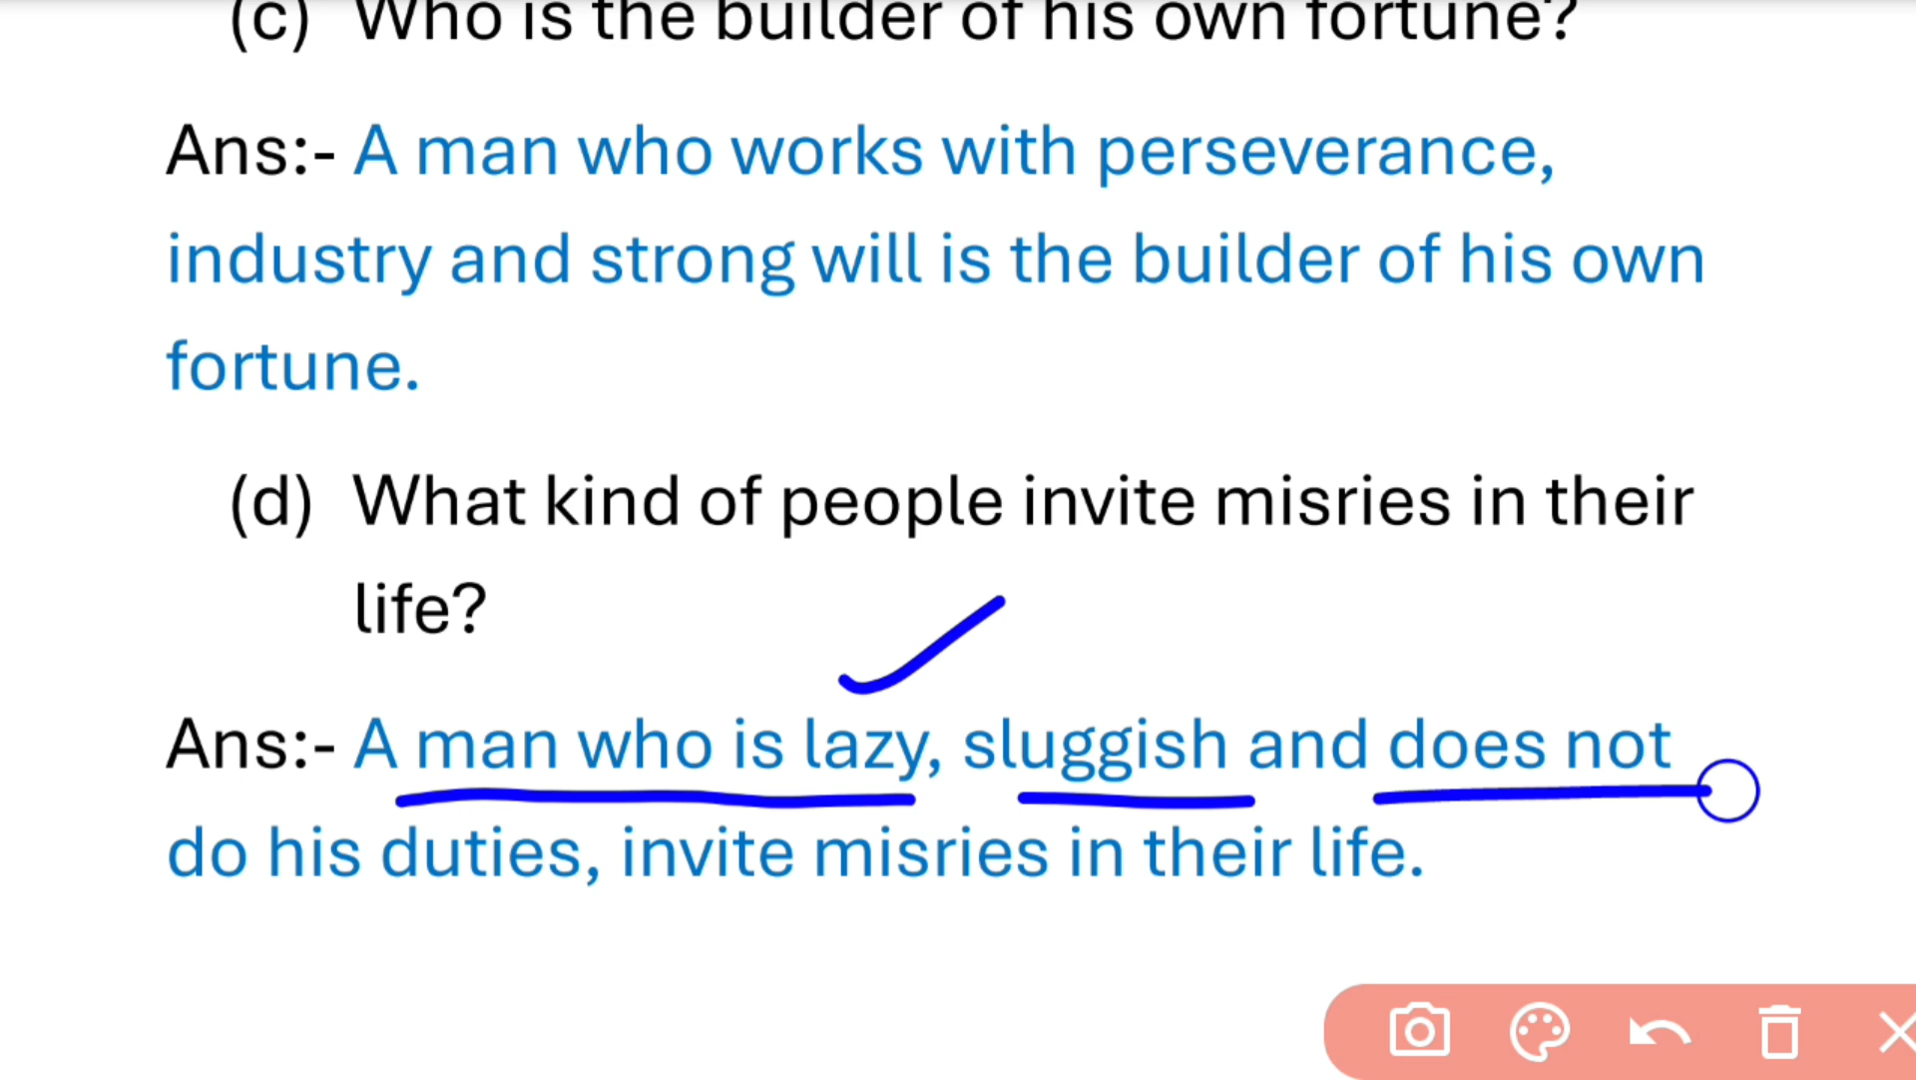 (c) Who is the builder of his own fortune?
Ans:- A man who works with perseverance,
industry and strong will is the builder of his own
fortune.
(d) What kind of people invite misries in their
life?
Ans:- A man who is lazy, sluggish and does not
do his duties, invite misries in their life.